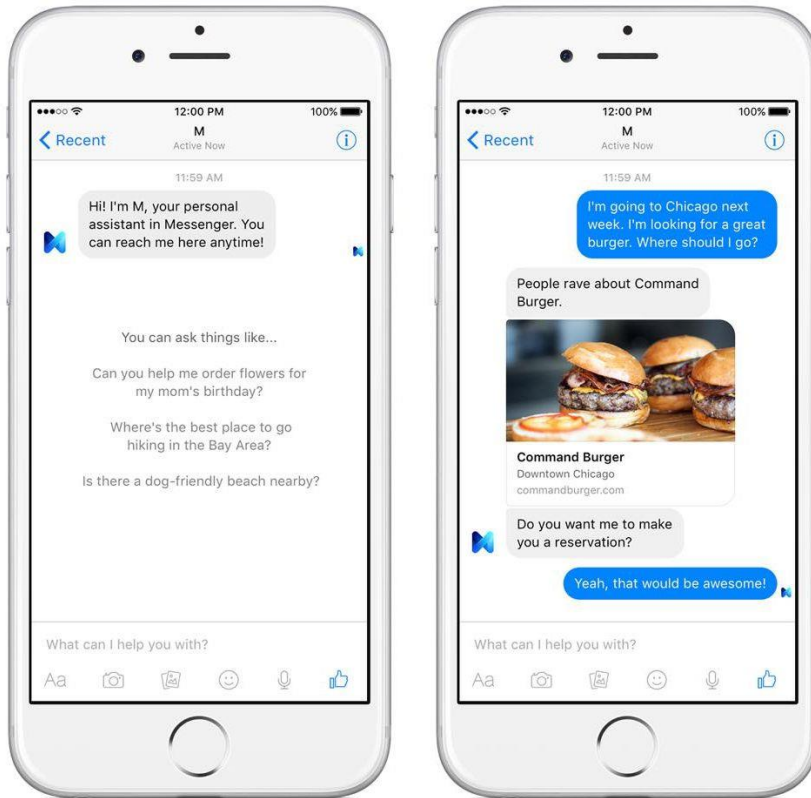 12:00 PM
100%
Recent
M
Active Now
11:59 AM
Hi! I'm M, your personal
assistant in Messenger. You
can reach me here anytime!
You can ask things like...
Can you help me order flowers for
my mom's birthday?
Where's the best place to go
hiking in the Bay Area?
Is there a dog-friendly beach nearby?
What can I help you with?
Aa
12:00 PM
100%
Recent
M
Active Now
11:59 AM
I'm going to Chicago next
week. I'm looking for a great
burger. Where should I go?
People rave about Command
Burger.
Command Burger
Downtown Chicago
commandburger.com
Do you want me to make
you a reservation?
Yeah, that would be awesome!
What can I help you with?
Aa